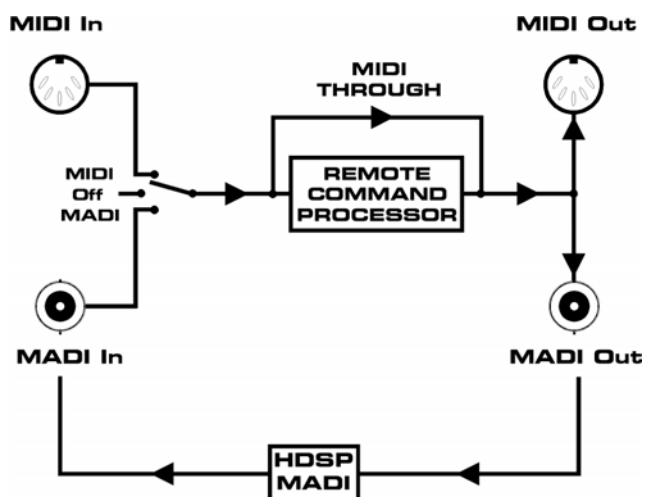 MIDI In
MIDI Out
MIDI
THROUGH
MIDI
Off
MADI
REMOTE
COMMAND
PROCESSOR
MADI In
MADI Out
HDSP
MADI